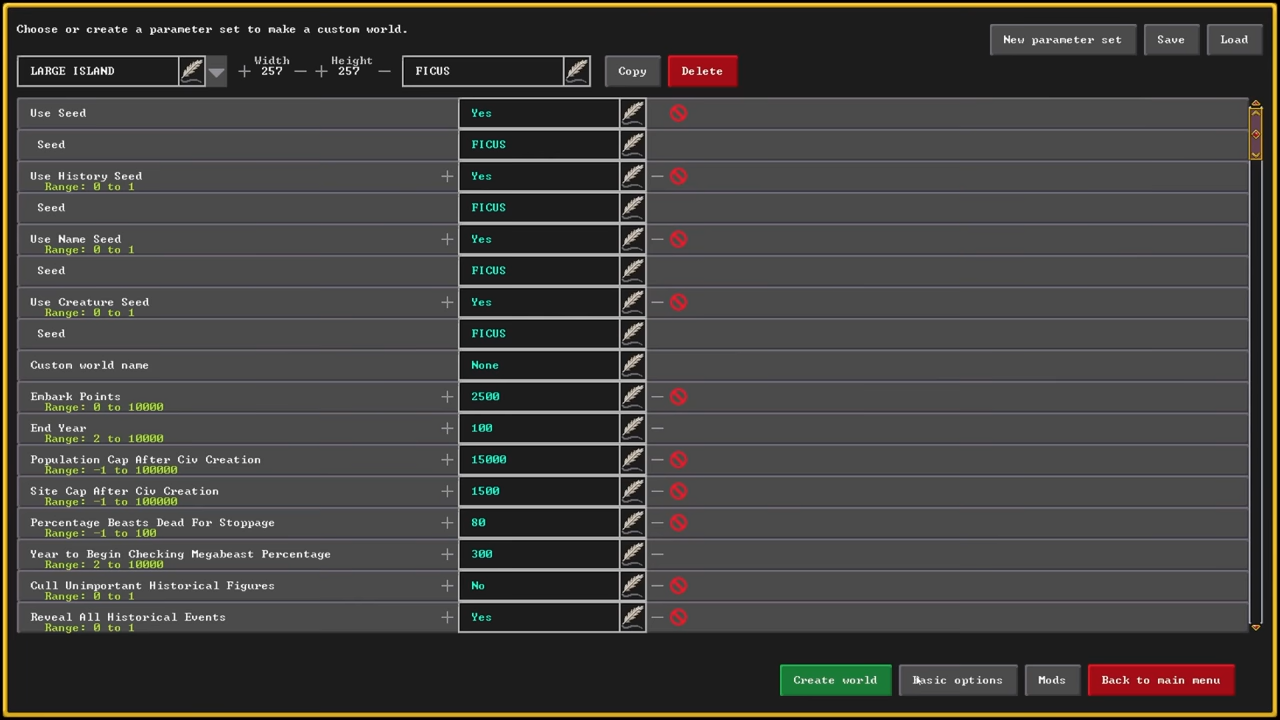 Choose or create a parameter set to make a custom world.
New parameter set
Save
Load
LARGE ISLAND
+ Width 257 −
+ Height 257 −
FICUS
Copy
Delete
Use Seed Yes
Seed FICUS
Use History Seed + Yes −
Range: 0 to 1
Seed FICUS
Use Name Seed + Yes −
Range: 0 to 1
Seed FICUS
Use Creature Seed + Yes −
Range: 0 to 1
Seed FICUS
Custom world name None
Embark Points + 2500 −
Range: 0 to 10000
End Year + 100 −
Range: 2 to 10000
Population Cap After Civ Creation + 15000 −
Range: -1 to 100000
Site Cap After Civ Creation + 1500 −
Range: -1 to 100000
Percentage Beasts Dead For Stoppage + 80 −
Range: -1 to 100
Year to Begin Checking Megabeast Percentage + 300 −
Range: 2 to 10000
Cull Unimportant Historical Figures + No −
Range: 0 to 1
Reveal All Historical Events + Yes −
Range: 0 to 1
Create world
Basic options
Mods
Back to main menu